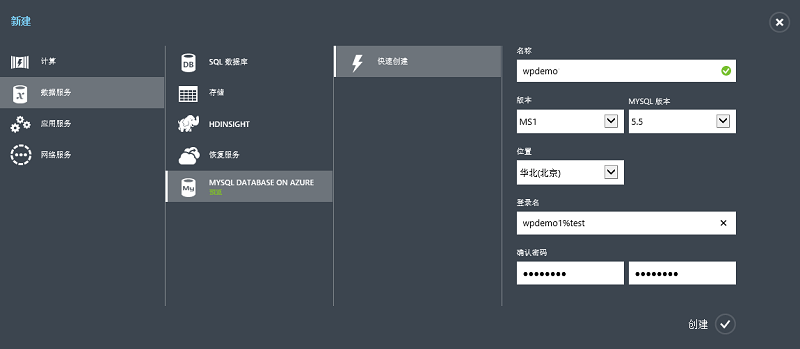 新建
计算
数据服务
应用服务
网络服务
SQL 数据库
存储
HDINSIGHT
恢复服务
MYSQL DATABASE ON AZURE
预览
快速创建
名称
wpdemo
版本
MYSQL 版本
MS1
5.5
位置
华北(北京)
登录名
wpdemo1%test
确认密码
●●●●●●●● ●●●●●●●●
创建